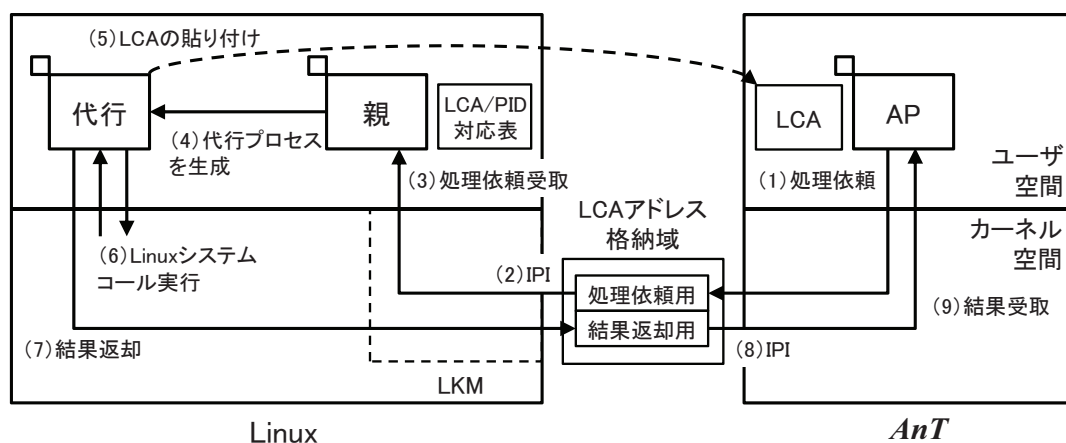 (5)LCAの貼り付け
代行
(4)代行プロセス
を生成
親
LCA/PID
対応表
(3)処理依頼受取
LCA
AP
(1)処理依頼
ユーザ
空間
LCAアドレス
格納域
カーネル
空間
(6)Linuxシステム
コール実行
(2)IPI
処理依頼用
結果返却用
(9)結果受取
(7)結果返却
(8)IPI
LKM
Linux
AnT